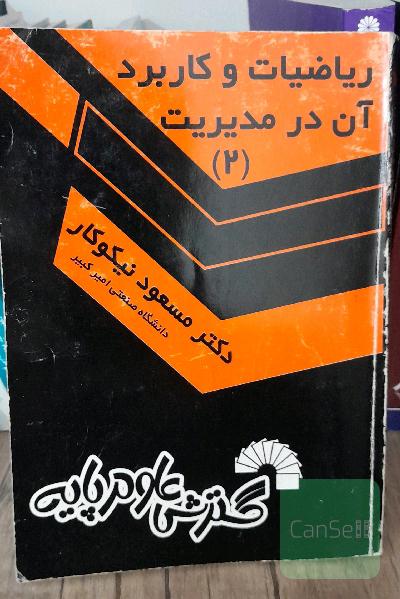 ریاضیات و کاربرد
آن در مدیریت
(۲)
دکتر مسعود نیکوکار
دانشگاه صنعتی امیر کبیر
گسترش علوم پایه
CanSell